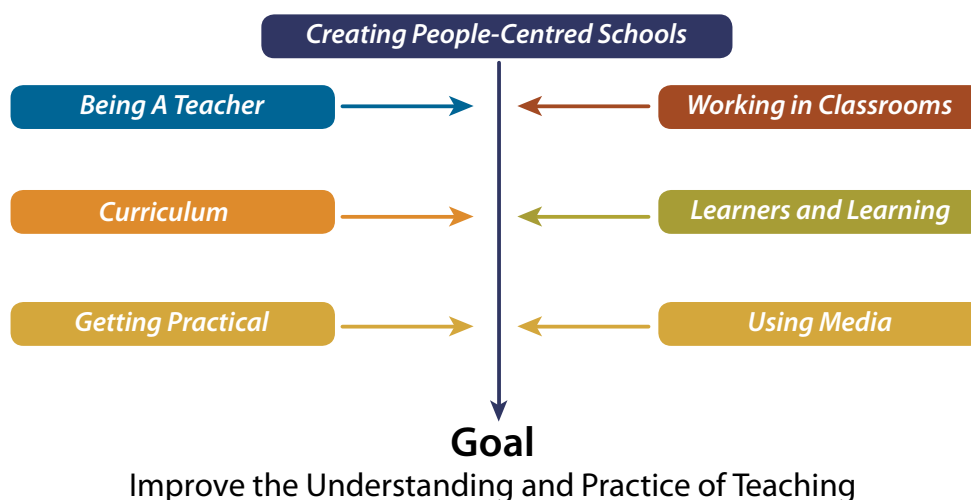 Creating People-Centred Schools
Being A Teacher
Working in Classrooms
Curriculum
Learners and Learning
Getting Practical
Using Media
Goal
Improve the Understanding and Practice of Teaching